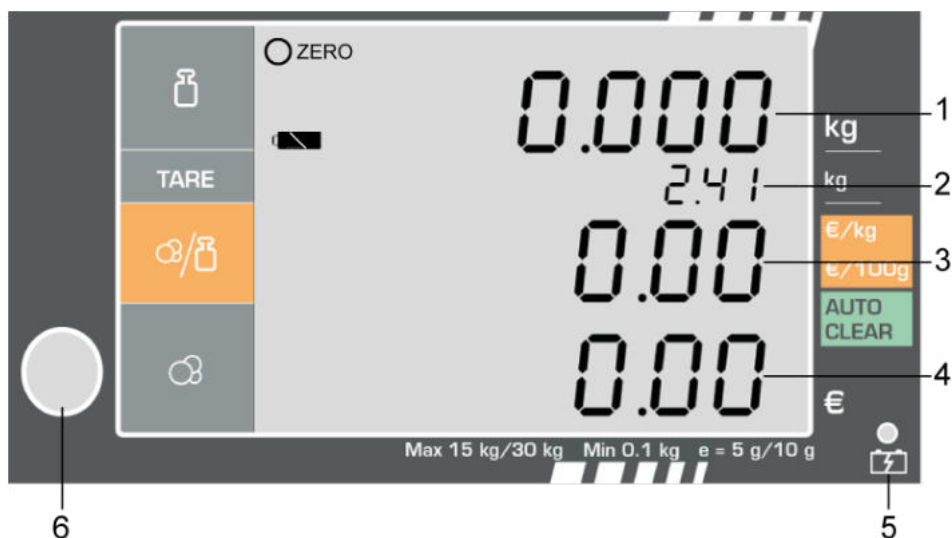 ZERO
0.000
1
kg
TARE
2.41
kg
2
0.00
€/kg
€/100g
3
AUTO
CLEAR
0.00
4
€
Max 15 kg/30 kg Min 0.1 kg e = 5 g/10 g
6
5